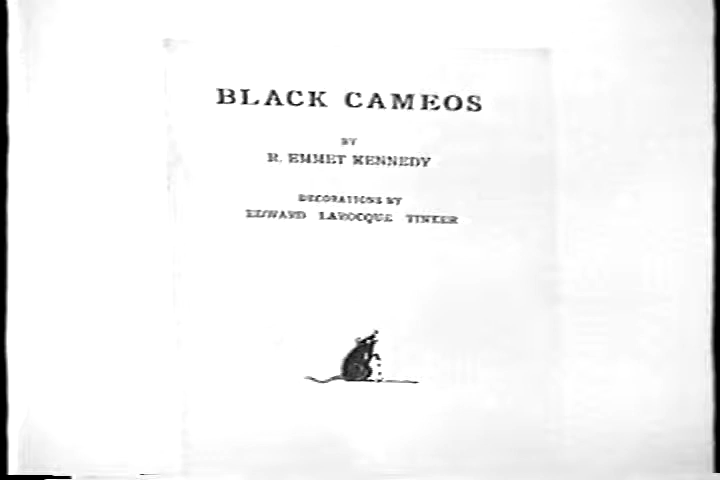 BLACK CAMEOS
BY
R. EMMET KENNEDY
DECORATIONS BY
EDWARD LAROCQUE TINKER